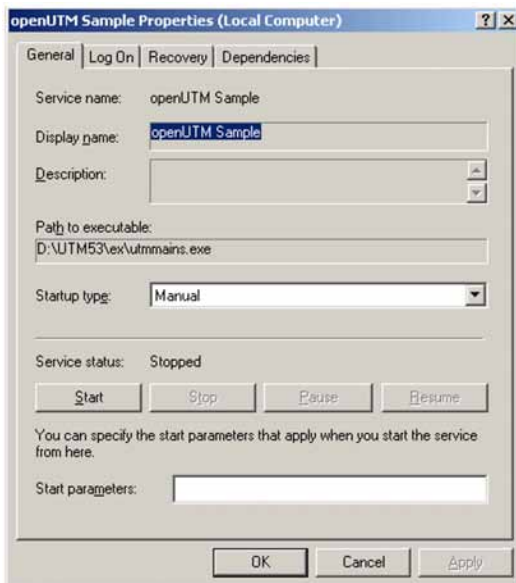 openUTM Sample Properties (Local Computer)
General Log On Recovery Dependencies
Service name: openUTM Sample
Display name: openUTM Sample
Description:
Path to executable:
D:\UTM53\ex\utmmains.exe
Startup type: Manual
Service status: Stopped
Start Stop Pause Resume
You can specify the start parameters that apply when you start the service
from here.
Start parameters:
OK Cancel Apply